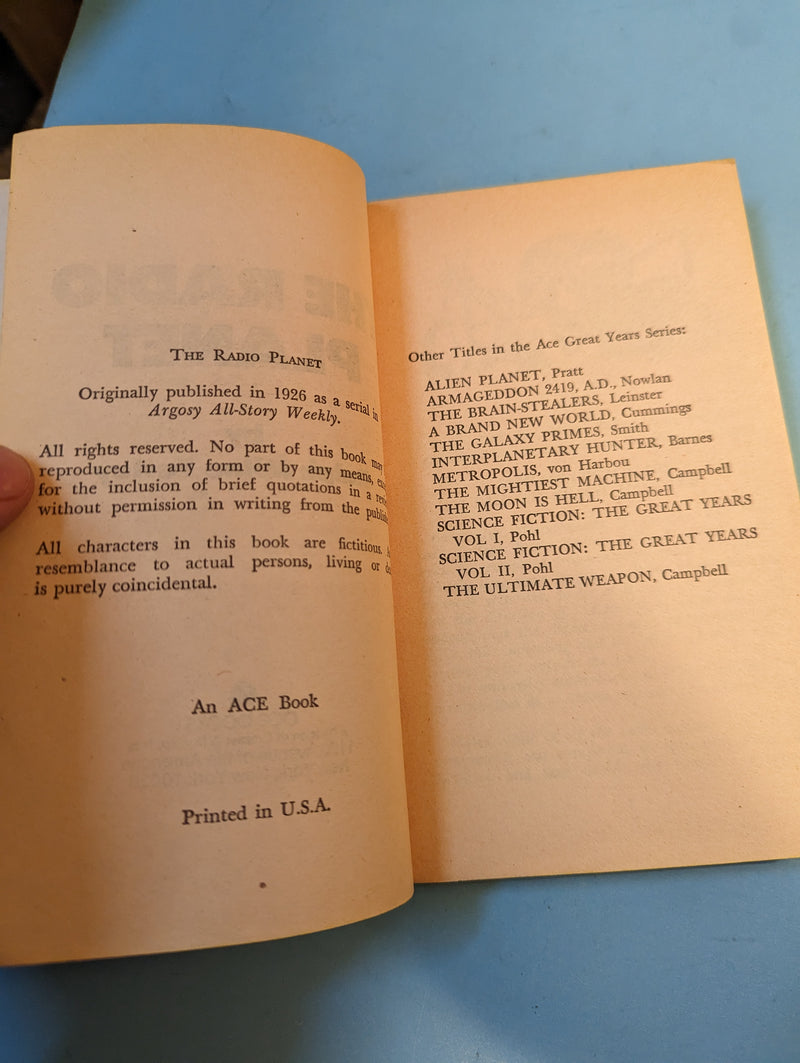 THE RADIO PLANET
Originally published in 1926 as a serial in
Argosy All-Story Weekly.
All rights reserved. No part of this book may
reproduced in any form or by any means,
for the inclusion of brief quotations in a
without permission in writing from the
All characters in this book are fictitious.
resemblance to actual persons, living or
is purely coincidental.
An ACE Book
Printed in U.S.A.
Other Titles in the Ace Great Years Series:
ALIEN PLANET, Pratt
ARMAGEDDON 2419, A.D., Nowlan
THE BRAIN-STEALERS, Leinster
A BRAND NEW WORLD, Cummings
THE GALAXY PRIMES, Smith
INTERPLANETARY HUNTER, Barnes
METROPOLIS, von Harbou
THE MIGHTIEST MACHINE, Campbell
THE MOON IS HELL, Campbell
SCIENCE FICTION: THE GREAT YEARS
VOL I, Pohl
SCIENCE FICTION: THE GREAT YEARS
VOL II, Pohl
THE ULTIMATE WEAPON, Campbell